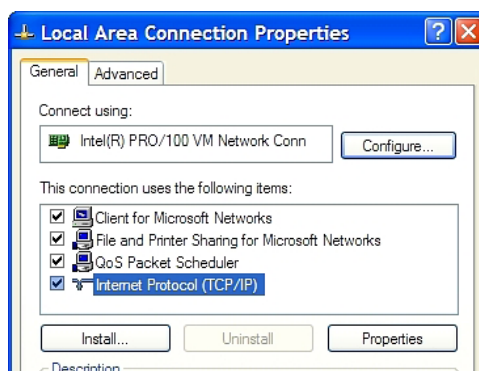 Local Area Connection Properties
General Advanced
Connect using:
Intel(R) PRO/100 VM Network Conn Configure...
This connection uses the following items:
Client for Microsoft Networks
File and Printer Sharing for Microsoft Networks
QoS Packet Scheduler
Internet Protocol (TCP/IP)
Install... Uninstall Properties
Description